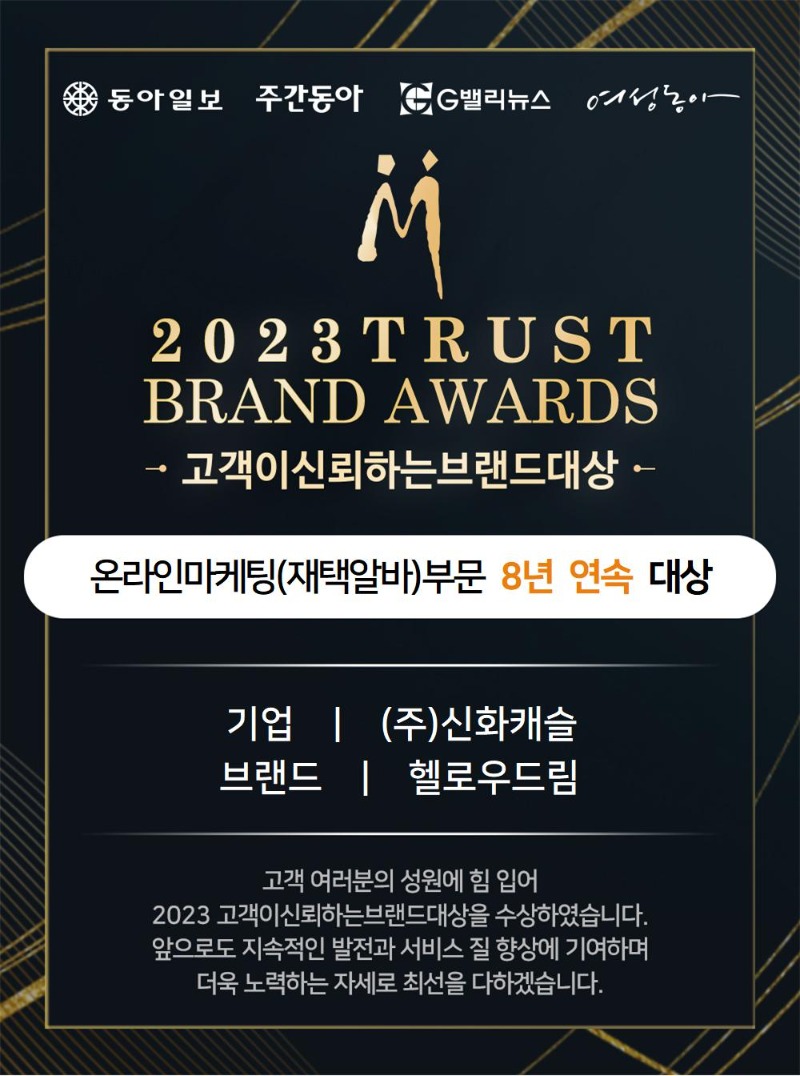 동아일보 주간동아 G밸리뉴스 여성동아
2023 TRUST
BRAND AWARDS
고객이신뢰하는브랜드대상
온라인마케팅(재택알바)부문 8년 연속 대상
기업 | (주)신화캐슬
브랜드 | 헬로우드림
고객 여러분의 성원에 힘 입어
2023 고객이신뢰하는브랜드대상을 수상하였습니다.
앞으로도 지속적인 발전과 서비스 질 향상에 기여하며
더욱 노력하는 자세로 최선을 다하겠습니다.